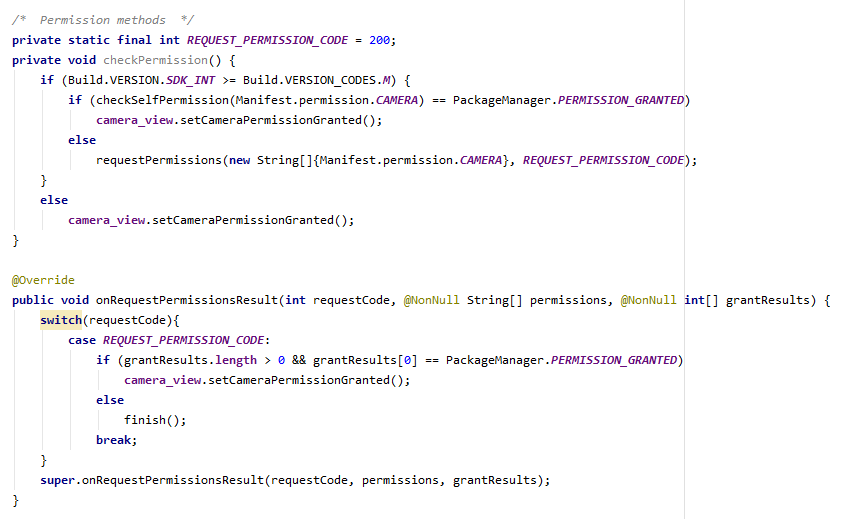 /*  Permission methods  */
private static final int REQUEST_PERMISSION_CODE = 200;
private void checkPermission() {
    if (Build.VERSION.SDK_INT >= Build.VERSION_CODES.M) {
        if (checkSelfPermission(Manifest.permission.CAMERA) == PackageManager.PERMISSION_GRANTED)
            camera_view.setCameraPermissionGranted();
        else
            requestPermissions(new String[]{Manifest.permission.CAMERA}, REQUEST_PERMISSION_CODE);
    }
    else
        camera_view.setCameraPermissionGranted();
}

@Override
public void onRequestPermissionsResult(int requestCode, @NonNull String[] permissions, @NonNull int[] grantResults) {
    switch(requestCode){
        case REQUEST_PERMISSION_CODE:
            if (grantResults.length > 0 && grantResults[0] == PackageManager.PERMISSION_GRANTED)
                camera_view.setCameraPermissionGranted();
            else
                finish();
            break;
    }
    super.onRequestPermissionsResult(requestCode, permissions, grantResults);
}